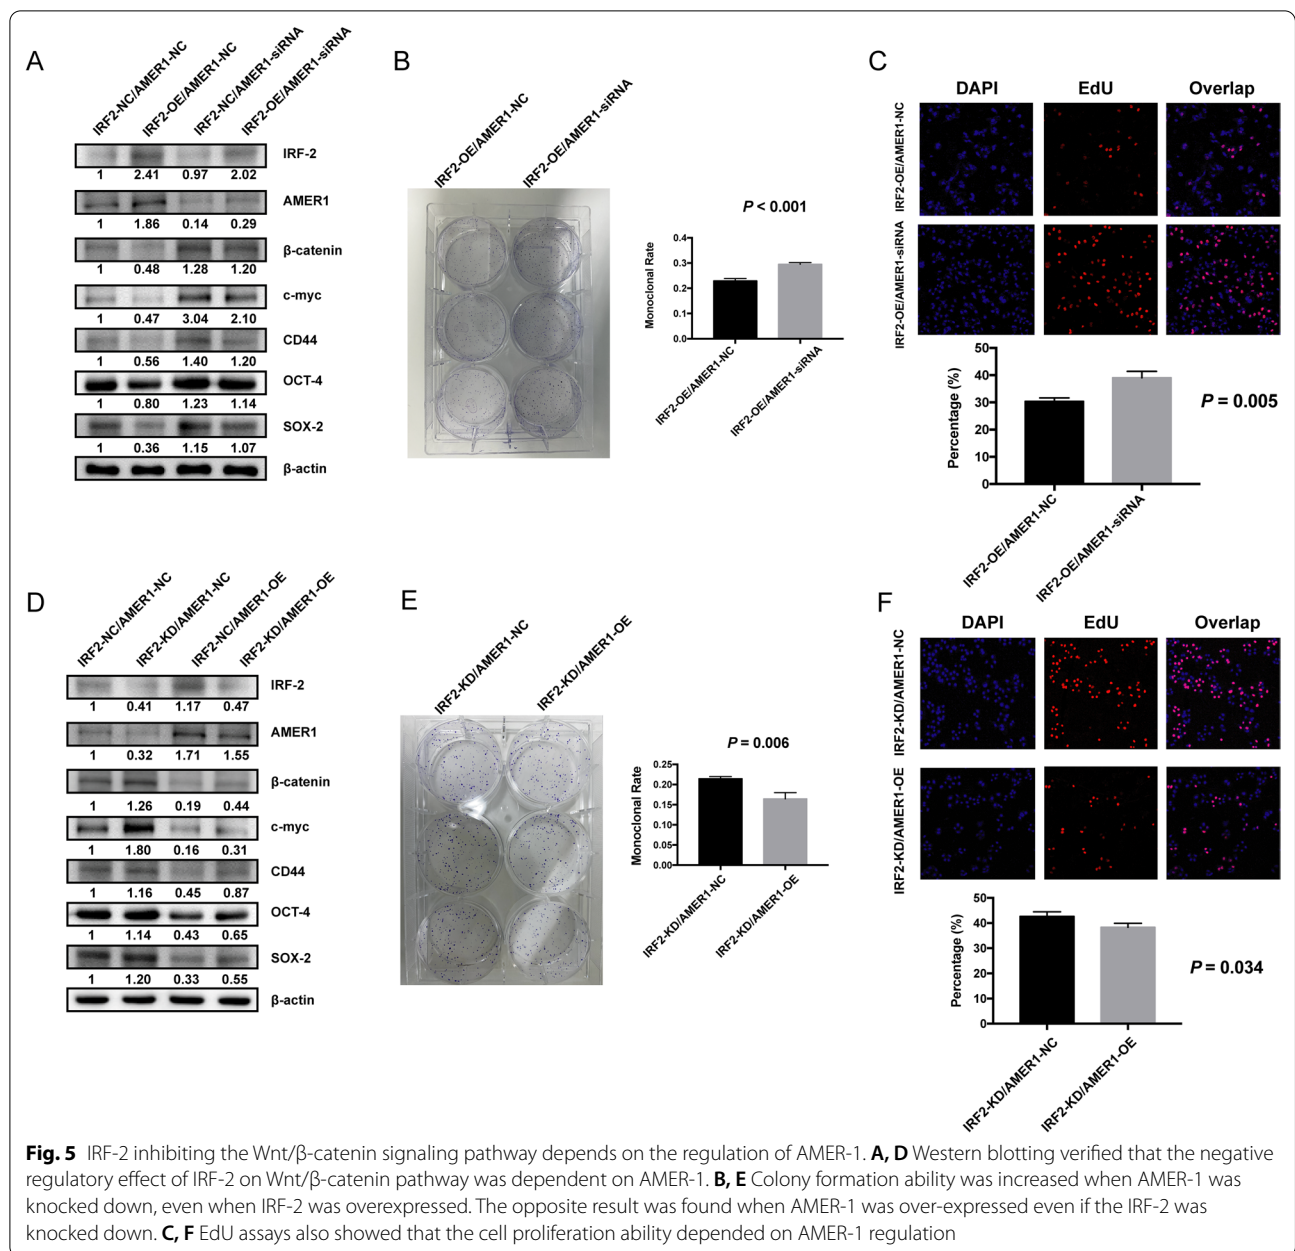 A
IRF2-NC/AMER1-NC
IRF2-OE/AMER1-NC
IRF2-NC/AMER1-siRNA
IRF2-OE/AMER1-siRNA
IRF-2
1 2.41 0.97 2.02
AMER1
1 1.86 0.14 0.29
β-catenin
1 0.48 1.28 1.20
c-myc
1 0.47 3.04 2.10
CD44
1 0.56 1.40 1.20
OCT-4
1 0.80 1.23 1.14
SOX-2
1 0.36 1.15 1.07
β-actin
B
IRF2-OE/AMER1-NC
IRF2-OE/AMER1-siRNA
P < 0.001
Monoclonal Rate
0.4
0.3
0.2
0.1
0.0
IRF2-OE/AMER1-NC
IRF2-OE/AMER1-siRNA
C
DAPI EdU Overlap
IRF2-OE/AMER1-NC
IRF2-OE/AMER1-siRNA
Percentage (%)
50
40
30
20
10
0
P = 0.005
IRF2-OE/AMER1-NC
IRF2-OE/AMER1-siRNA
D
IRF2-NC/AMER1-NC
IRF2-KD/AMER1-NC
IRF2-NC/AMER1-OE
IRF2-KD/AMER1-OE
IRF-2
1 0.41 1.17 0.47
AMER1
1 0.32 1.71 1.55
β-catenin
1 1.26 0.19 0.44
c-myc
1 1.80 0.16 0.31
CD44
1 1.16 0.45 0.87
OCT-4
1 1.14 0.43 0.65
SOX-2
1 1.20 0.33 0.55
β-actin
E
IRF2-KD/AMER1-NC
IRF2-KD/AMER1-OE
P = 0.006
Monoclonal Rate
0.25
0.20
0.15
0.10
0.05
0.00
IRF2-KD/AMER1-NC
IRF2-KD/AMER1-OE
F
DAPI EdU Overlap
IRF2-KD/AMER1-NC
IRF2-KD/AMER1-OE
Percentage (%)
50
40
30
20
10
0
P = 0.034
IRF2-KD/AMER1-NC
IRF2-KD/AMER1-OE
Fig. 5 IRF-2 inhibiting the Wnt/β-catenin signaling pathway depends on the regulation of AMER-1. A, D Western blotting verified that the negative
regulatory effect of IRF-2 on Wnt/β-catenin pathway was dependent on AMER-1. B, E Colony formation ability was increased when AMER-1 was
knocked down, even when IRF-2 was overexpressed. The opposite result was found when AMER-1 was over-expressed even if the IRF-2 was
knocked down. C, F EdU assays also showed that the cell proliferation ability depended on AMER-1 regulation